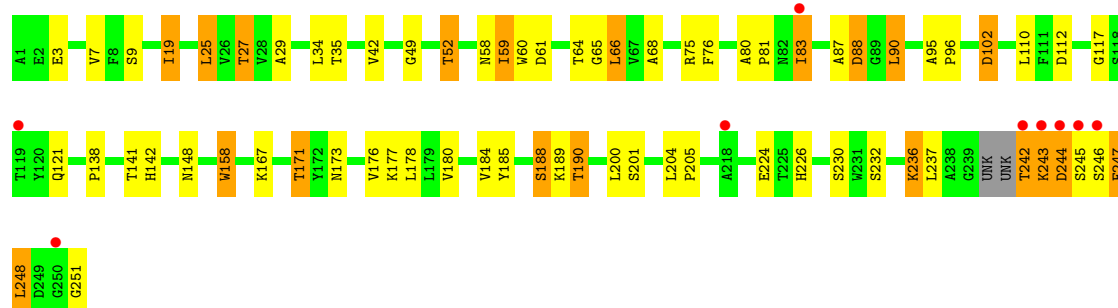 A1 E2 E3 V7 F8 S9 I19 L25 V26 T27 V28 A29 L34 T35 V42 G49 T52 N58 I59 W60 D61 T64 G65 L66 V67 A68 R75 F76 A80 P81 N82 I83 A87 D88 G89 L90 A95 P96 D102 L110 F111 D112 G117 S118
T119 Y120 Q121 P138 T141 H142 N148 W158 K167 T171 Y172 N173 V176 K177 L178 L179 V180 V184 Y185 S188 K189 T190 L200 S201 L204 P205 A218 E224 T225 H226 S230 W231 S232 K236 L237 A238 G239 UNK UNK T242 K243 D244 S245 S246
L248 D249 G250 G251